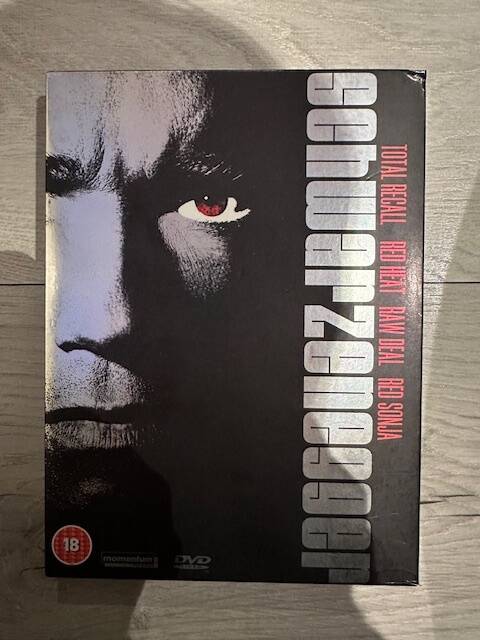 schwarzenegger
TOTAL RECALL RED HEAT RAW DEAL RED SONJA
18
momentum
DVD